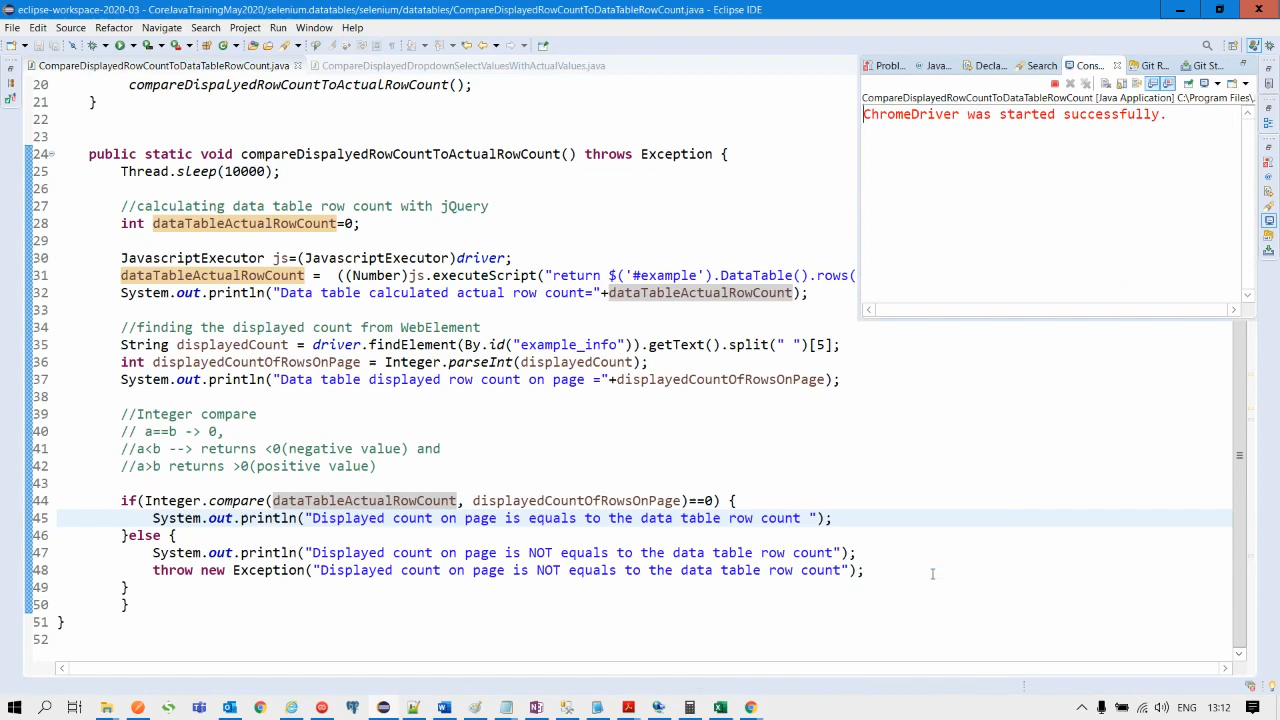 eclipse-workspace-2020-03 - CoreJavaTrainingMay2020/selenium.datatables/selenium/datatables/CompareDisplayedRowCountToDataTableRowCount.java - Eclipse IDE
File Edit Source Refactor Navigate Search Project Run Window Help
CompareDisplayedRowCountToDataTableRowCount.java CompareDisplayedDropdownSelectValuesWithActualValues.java
Probl... Java... Decla... Search Cons... Git R... Git St...
CompareDisplayedRowCountToDataTableRowCount [Java Application] C:\Program Files\
ChromeDriver was started successfully.
20 compareDispalyedRowCountToActualRowCount();
21 }
22
23
24 public static void compareDispalyedRowCountToActualRowCount() throws Exception {
25 Thread.sleep(10000);
26
27 //calculating data table row count with jQuery
28 int dataTableActualRowCount=0;
29
30 JavascriptExecutor js=(JavascriptExecutor)driver;
31 dataTableActualRowCount = ((Number)js.executeScript("return $('#example').DataTable().rows(
32 System.out.println("Data table calculated actual row count="+dataTableActualRowCount);
33
34 //finding the displayed count from WebElement
35 String displayedCount = driver.findElement(By.id("example_info")).getText().split(" ")[5];
36 int displayedCountOfRowsOnPage = Integer.parseInt(displayedCount);
37 System.out.println("Data table displayed row count on page ="+displayedCountOfRowsOnPage);
38
39 //Integer compare
40 // a==b -> 0,
41 //a<b --> returns <0(negative value) and
42 //a>b returns >0(positive value)
43
44 if(Integer.compare(dataTableActualRowCount, displayedCountOfRowsOnPage)==0) {
45 System.out.println("Displayed count on page is equals to the data table row count ");
46 }else {
47 System.out.println("Displayed count on page is NOT equals to the data table row count");
48 throw new Exception("Displayed count on page is NOT equals to the data table row count");
49 }
50 }
51 }
52
ENG 13:12